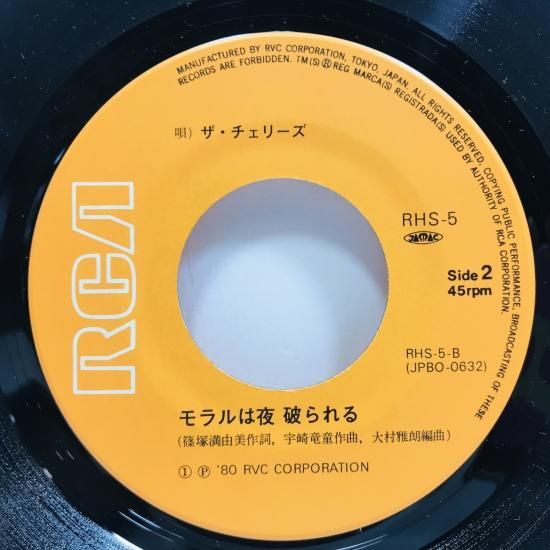 MANUFACTURED BY RVC CORPORATION, TOKYO, JAPAN. ALL RIGHTS RESERVED, COPYING PUBLIC PERFORMANCE, BROADCASTING OF THESE
RECORDS ARE FORBIDDEN. TM(S)® REG MARCA(S) REGISTRADA(S) USED BY AUTHORITY OF RCA CORPORATION.
唄) ザ・チェリーズ
RCA
RHS-5
JASRAC
Side 2
45rpm
RHS-5-B
(JPBO-0632)
モラルは夜 破られる
(篠塚満由美作詞, 宇崎竜童作曲, 大村雅朗編曲)
① Ⓟ '80 RVC CORPORATION